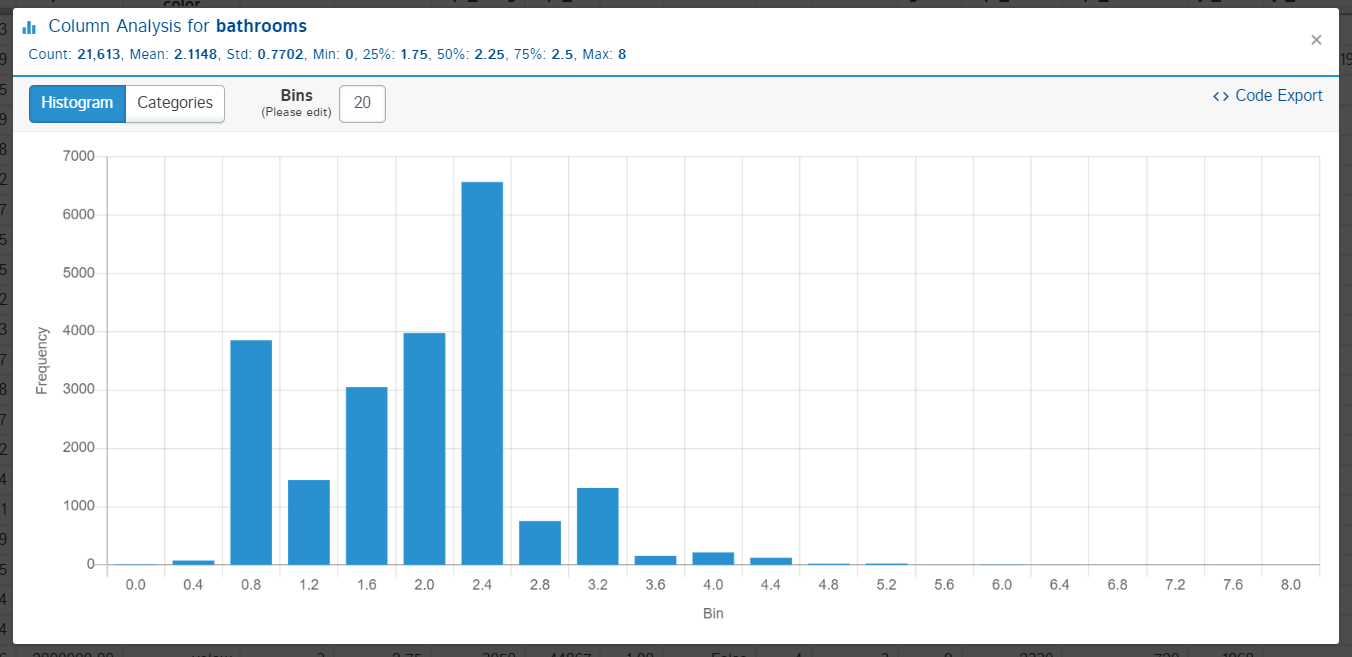 Column Analysis for bathrooms
×
Count: 21,613, Mean: 2.1148, Std: 0.7702, Min: 0, 25%: 1.75, 50%: 2.25, 75%: 2.5, Max: 8
Histogram Categories Bins (Please edit) 20 <> Code Export
7000
6000
5000
4000
3000
2000
1000
0
Frequency
0.0 0.4 0.8 1.2 1.6 2.0 2.4 2.8 3.2 3.6 4.0 4.4 4.8 5.2 5.6 6.0 6.4 6.8 7.2 7.6 8.0
Bin